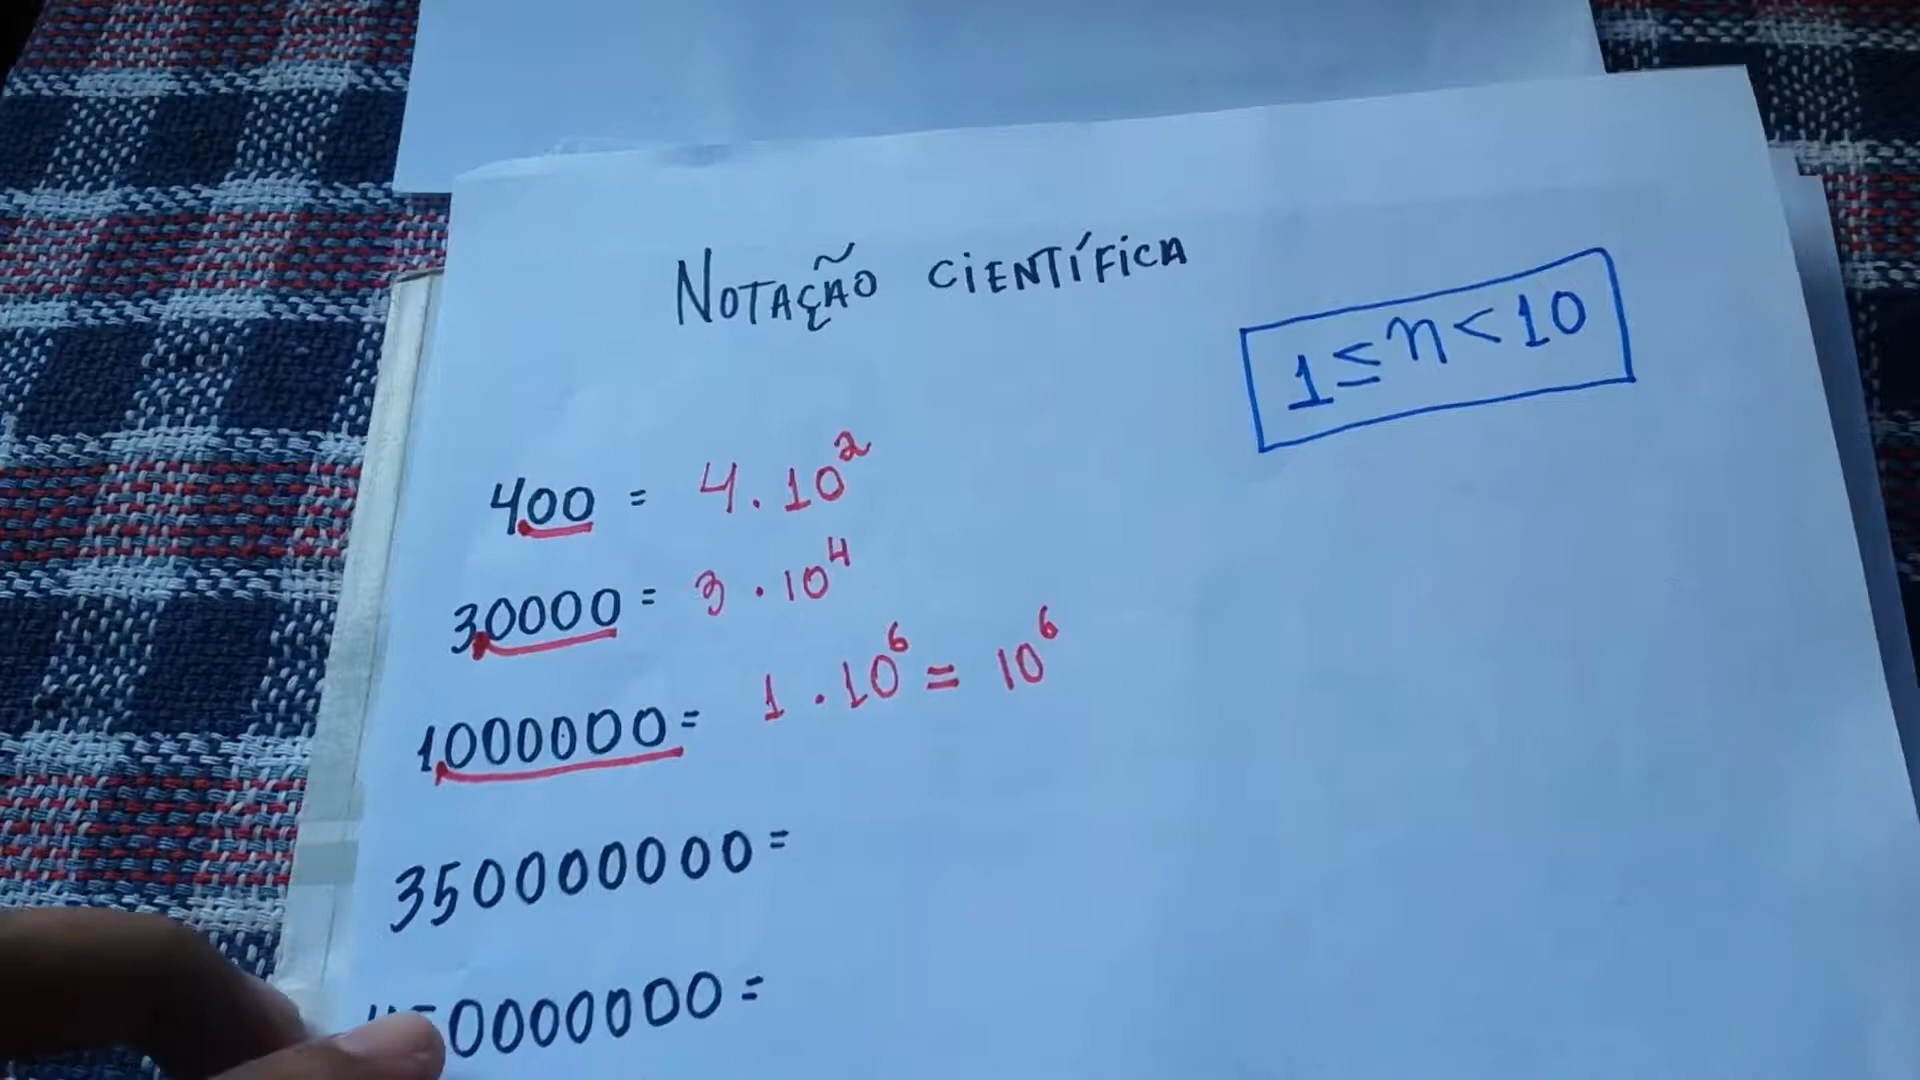 NOTAÇÃO CIENTÍFICA
1 ≤ n < 10
400 = 4 . 10²
30000 = 3 . 10⁴
1000000 = 1 . 10⁶ = 10⁶
350000000 =
0000000 =